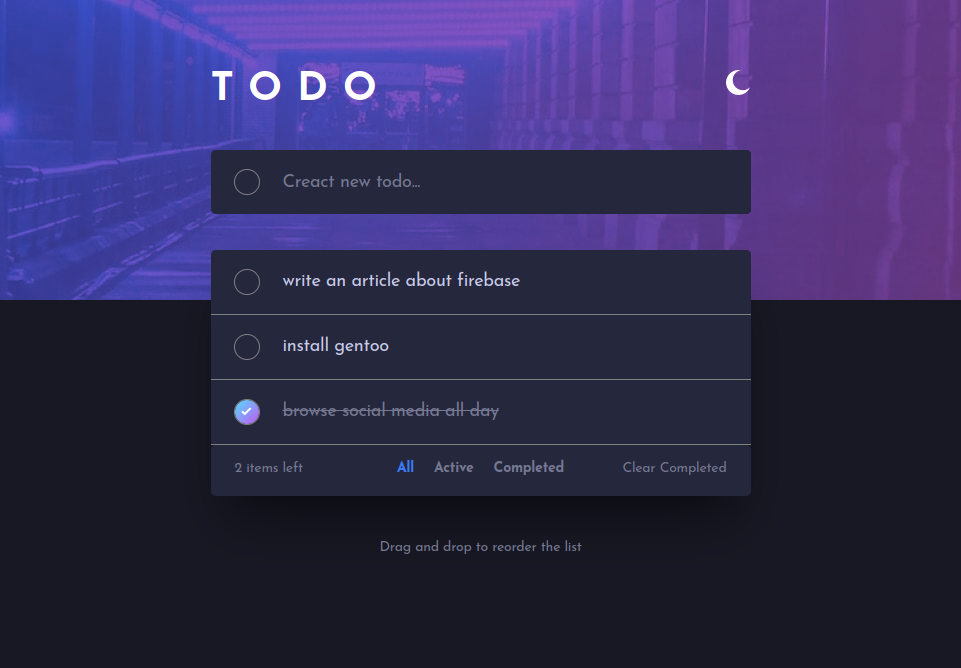 TODO
Creact new todo...
write an article about firebase
install gentoo
browse social media all day
2 items left All Active Completed Clear Completed
Drag and drop to reorder the list